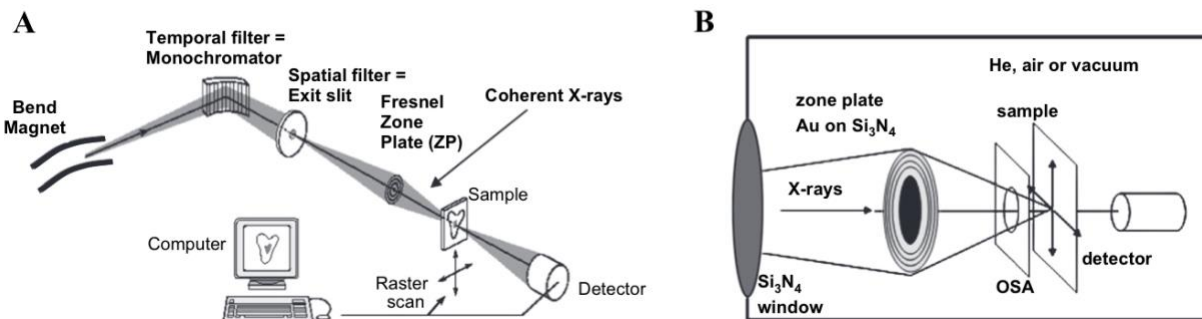 A
Temporal filter =
Monochromator
Spatial filter =
Exit slit
Bend
Magnet
Fresnel
Zone
Plate (ZP)
Coherent X-rays
Sample
Computer
Raster
scan
Detector
B
He, air or vacuum
zone plate
Au on Si₃N₄
sample
X-rays
detector
OSA
Si₃N₄
window